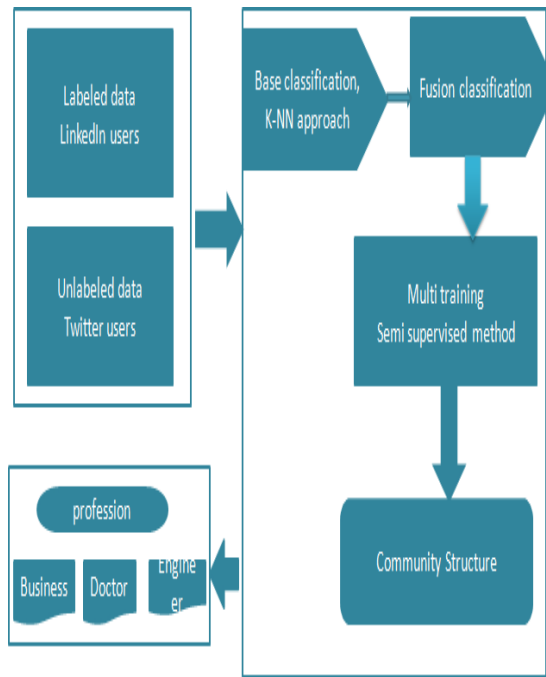 Labeled data
LinkedIn users
Unlabeled data
Twitter users
Base classification,
K-NN approach
Fusion classification
Multi training
Semi supervised method
Community Structure
profession
Business
Doctor
Engine
er